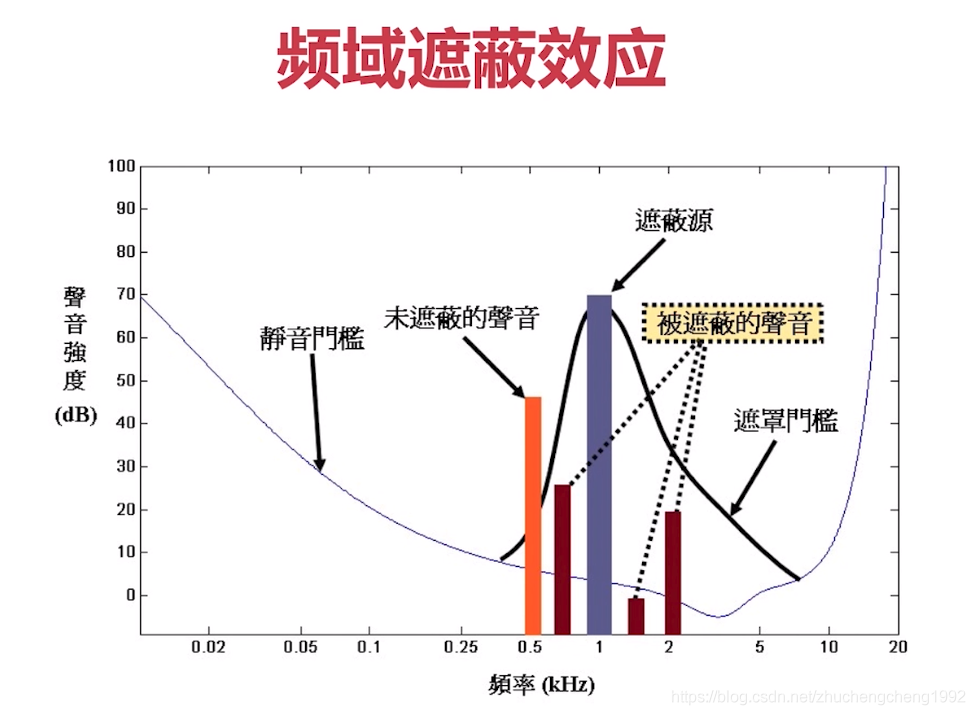 频域遮蔽效应
100
90
80
70
60
50
40
30
20
10
0
聲音強度
(dB)
遮蔽源
未遮蔽的聲音
被遮蔽的聲音
靜音門檻
遮罩門檻
0.02 0.05 0.1 0.25 0.5 1 2 5 10 20
頻率 (kHz)
https://blog.csdn.net/zhuchengcheng1992